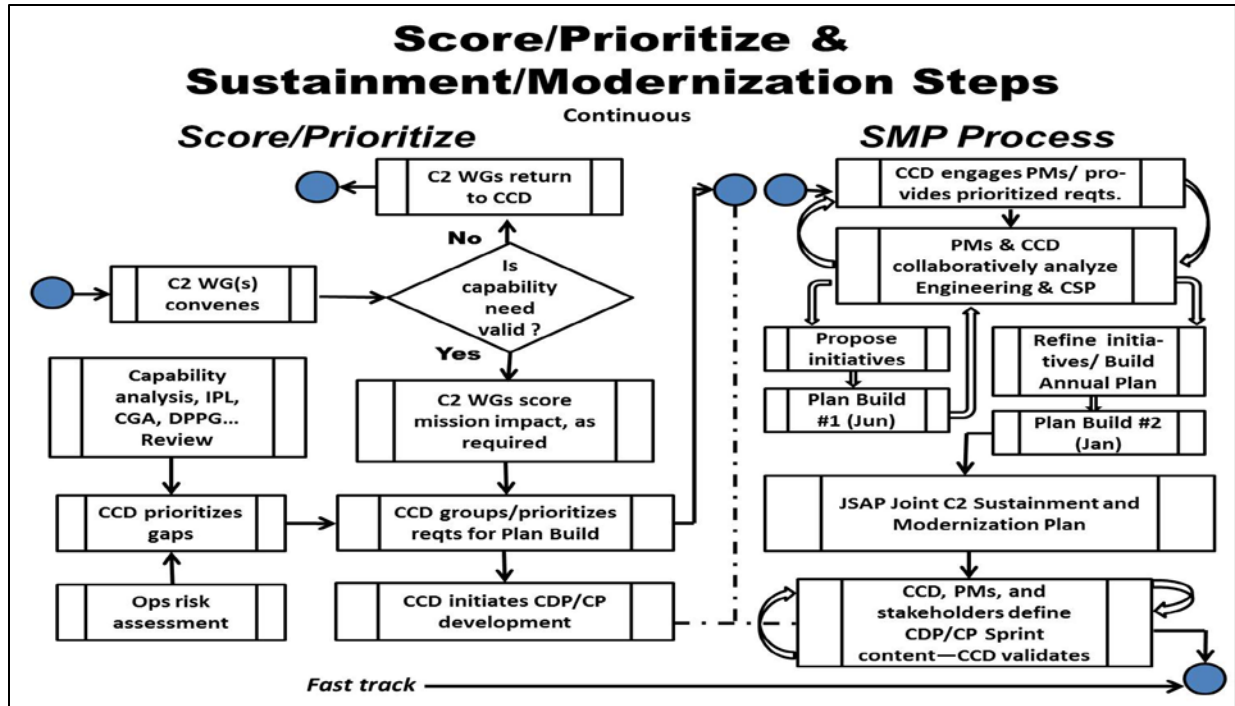 Score/Prioritize &
Sustainment/Modernization Steps
Continuous
Score/Prioritize
SMP Process
C2 WGs return
to CCD
No
C2 WG(s)
convenes
Is
capability
need
valid ?
Yes
Capability
analysis, IPL,
CGA, DPPG...
Review
C2 WGs score
mission impact, as
required
CCD prioritizes
gaps
CCD groups/prioritizes
reqts for Plan Build
Ops risk
assessment
CCD initiates CDP/CP
development
CCD engages PMs/ pro-
vides prioritized reqts.
PMs & CCD
collaboratively analyze
Engineering & CSP
Propose
initiatives
Plan Build
#1 (Jun)
Refine initia-
tives/ Build
Annual Plan
Plan Build #2
(Jan)
JSAP Joint C2 Sustainment and
Modernization Plan
CCD, PMs, and
stakeholders define
CDP/CP Sprint
content—CCD validates
Fast track